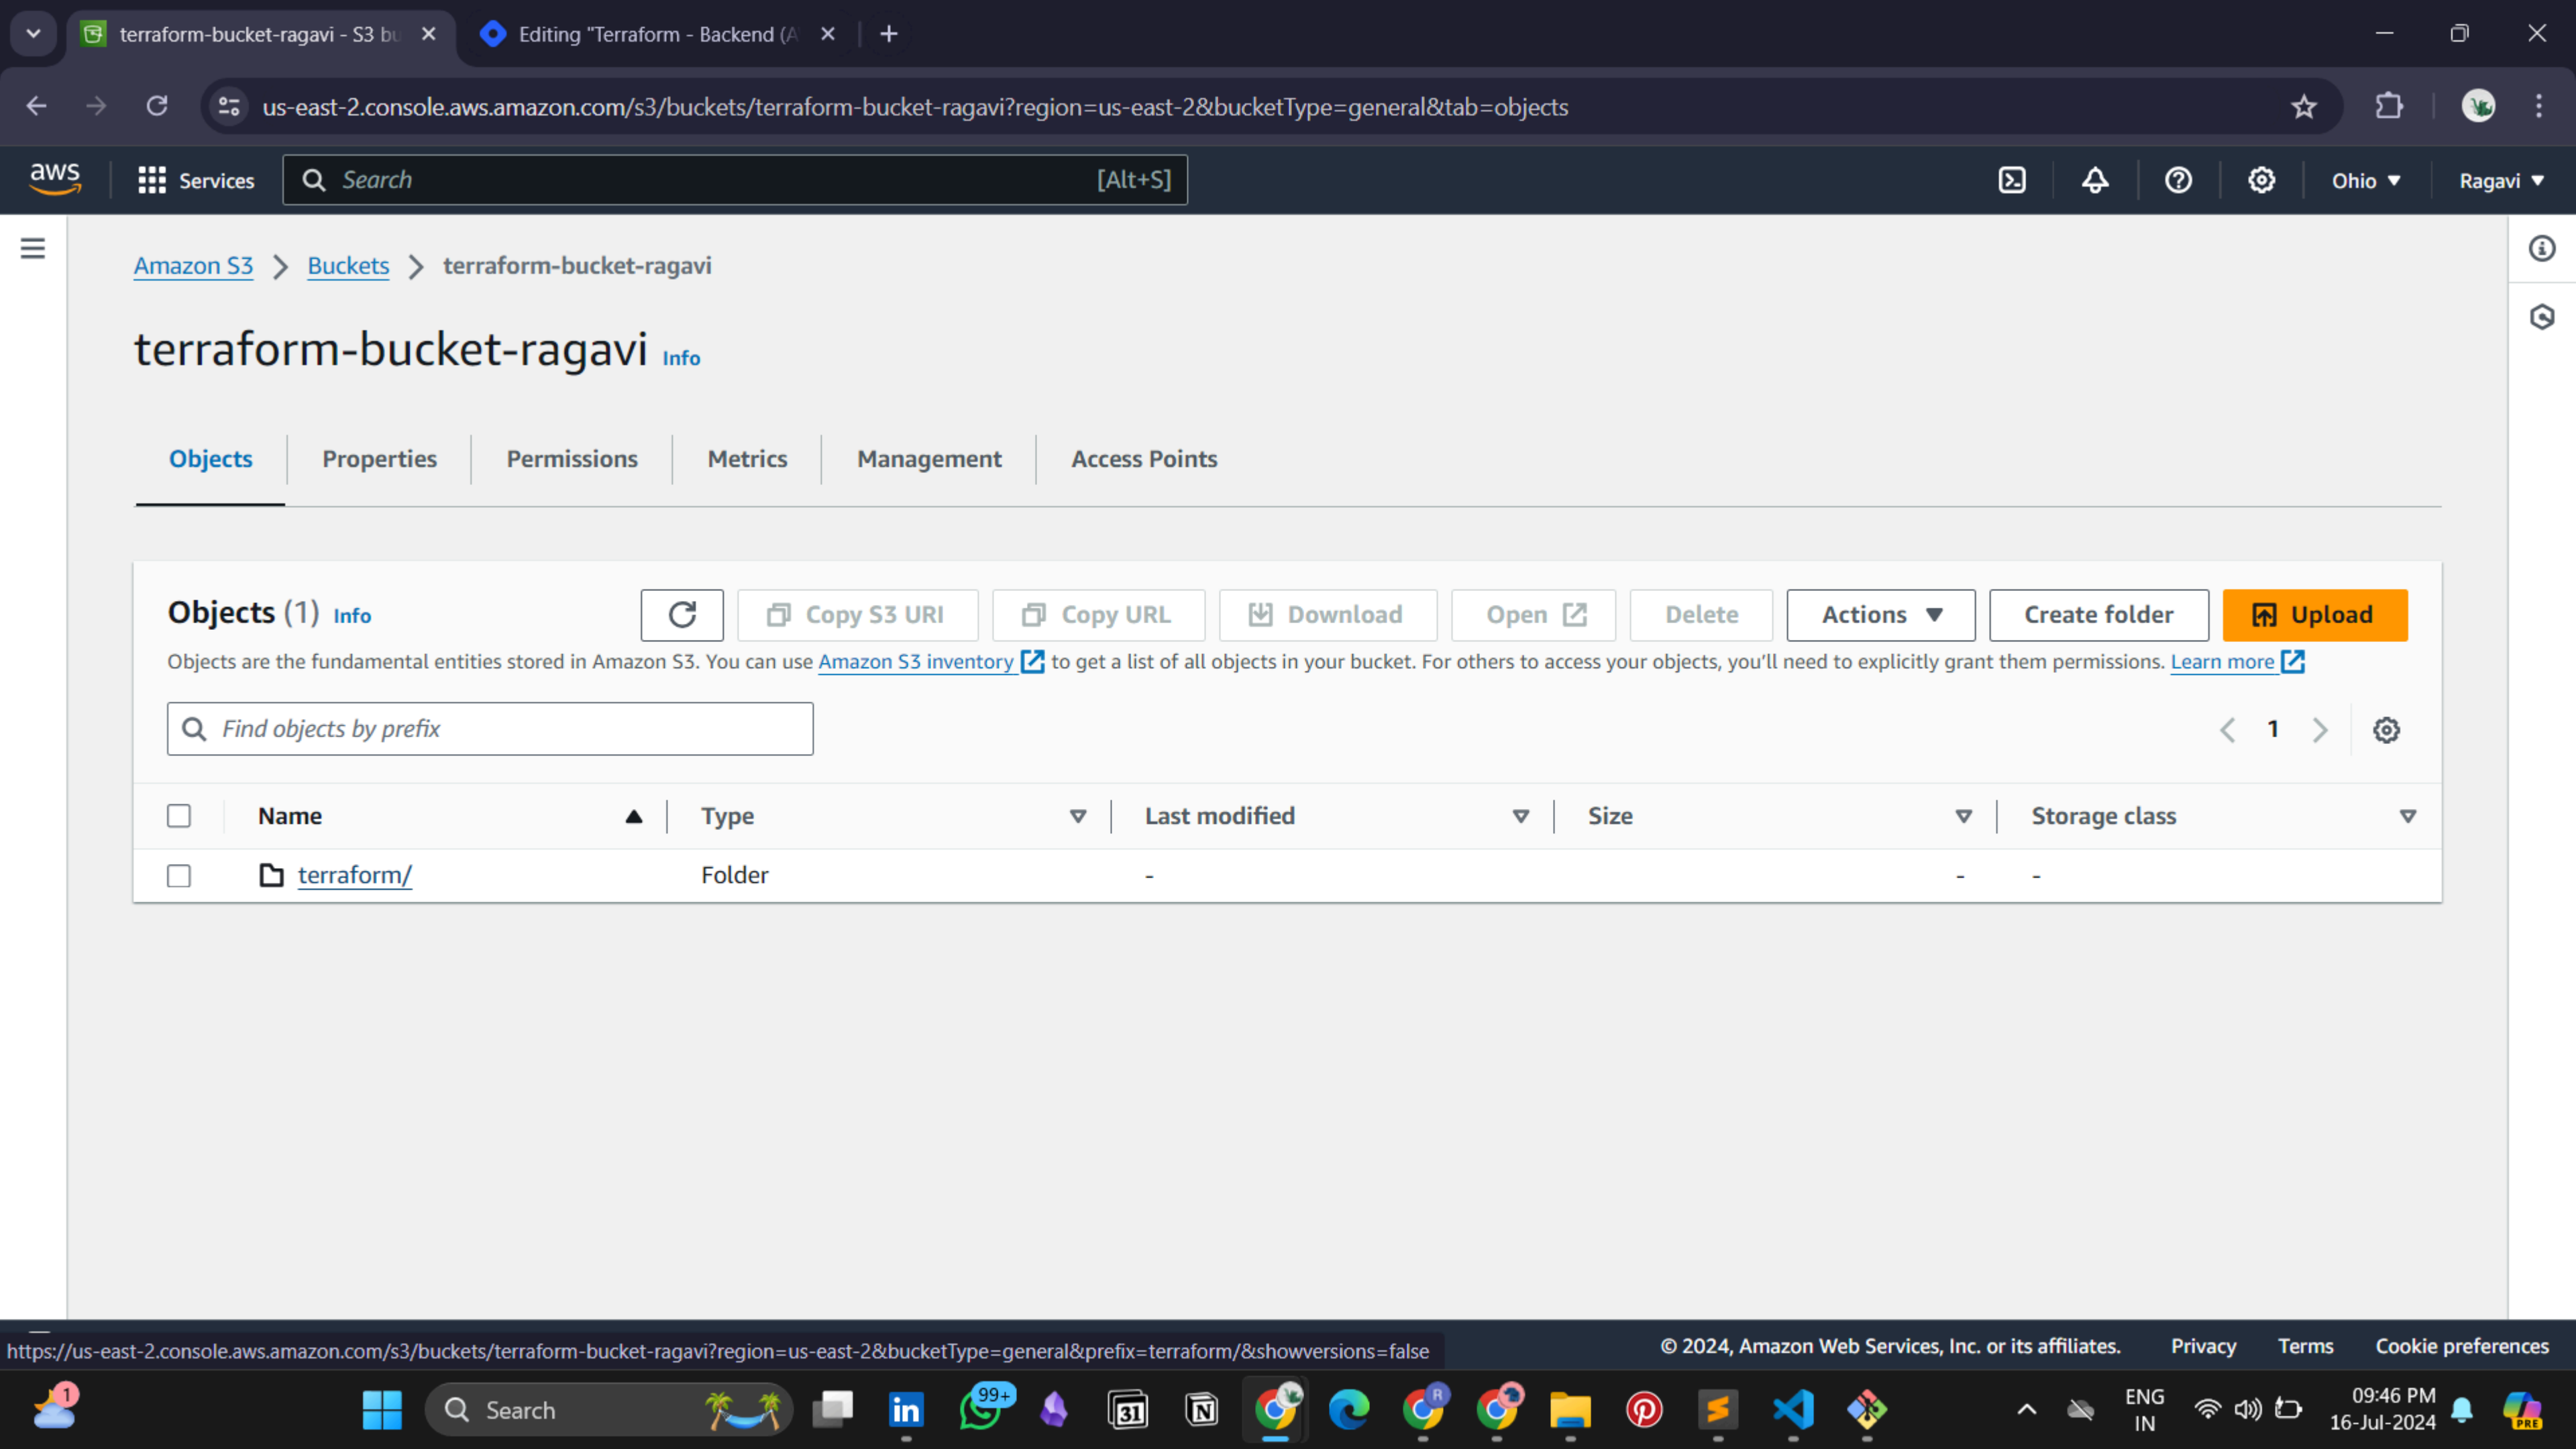 terraform-bucket-ragavi - S3 bu
Editing "Terraform - Backend (A
us-east-2.console.aws.amazon.com/s3/buckets/terraform-bucket-ragavi?region=us-east-2&bucketType=general&tab=objects
aws Services Search [Alt+S] Ohio Ragavi
Amazon S3 Buckets terraform-bucket-ragavi
terraform-bucket-ragavi Info
Objects Properties Permissions Metrics Management Access Points
Objects (1) Info Copy S3 URI Copy URL Download Open Delete Actions Create folder Upload
Objects are the fundamental entities stored in Amazon S3. You can use Amazon S3 inventory to get a list of all objects in your bucket. For others to access your objects, you'll need to explicitly grant them permissions. Learn more
Find objects by prefix 1
Name Type Last modified Size Storage class
terraform/ Folder - - -
https://us-east-2.console.aws.amazon.com/s3/buckets/terraform-bucket-ragavi?region=us-east-2&bucketType=general&prefix=terraform/&showversions=false
© 2024, Amazon Web Services, Inc. or its affiliates. Privacy Terms Cookie preferences
1 Search in 99+ 31 N R ENG 09:46 PM
IN 16-Jul-2024 PRE